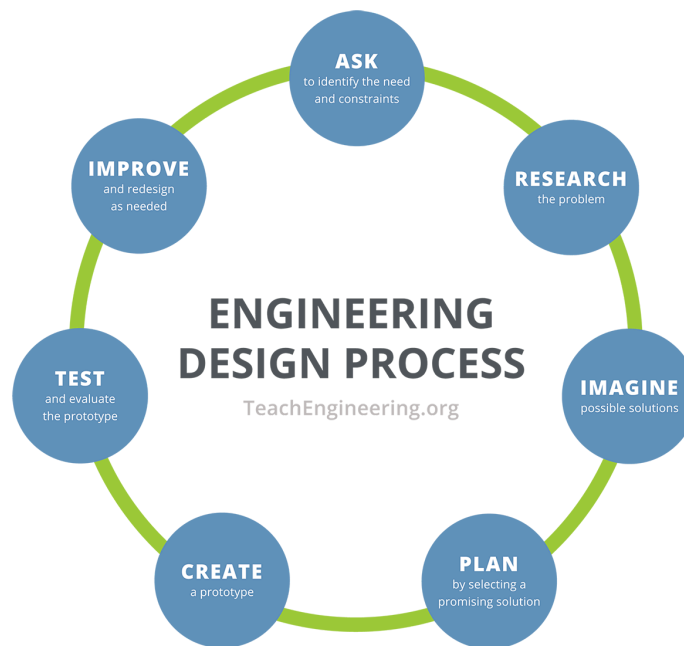 ASK
to identify the need
and constraints
RESEARCH
the problem
IMAGINE
possible solutions
PLAN
by selecting a
promising solution
CREATE
a prototype
TEST
and evaluate
the prototype
IMPROVE
and redesign
as needed
ENGINEERING
DESIGN PROCESS
TeachEngineering.org